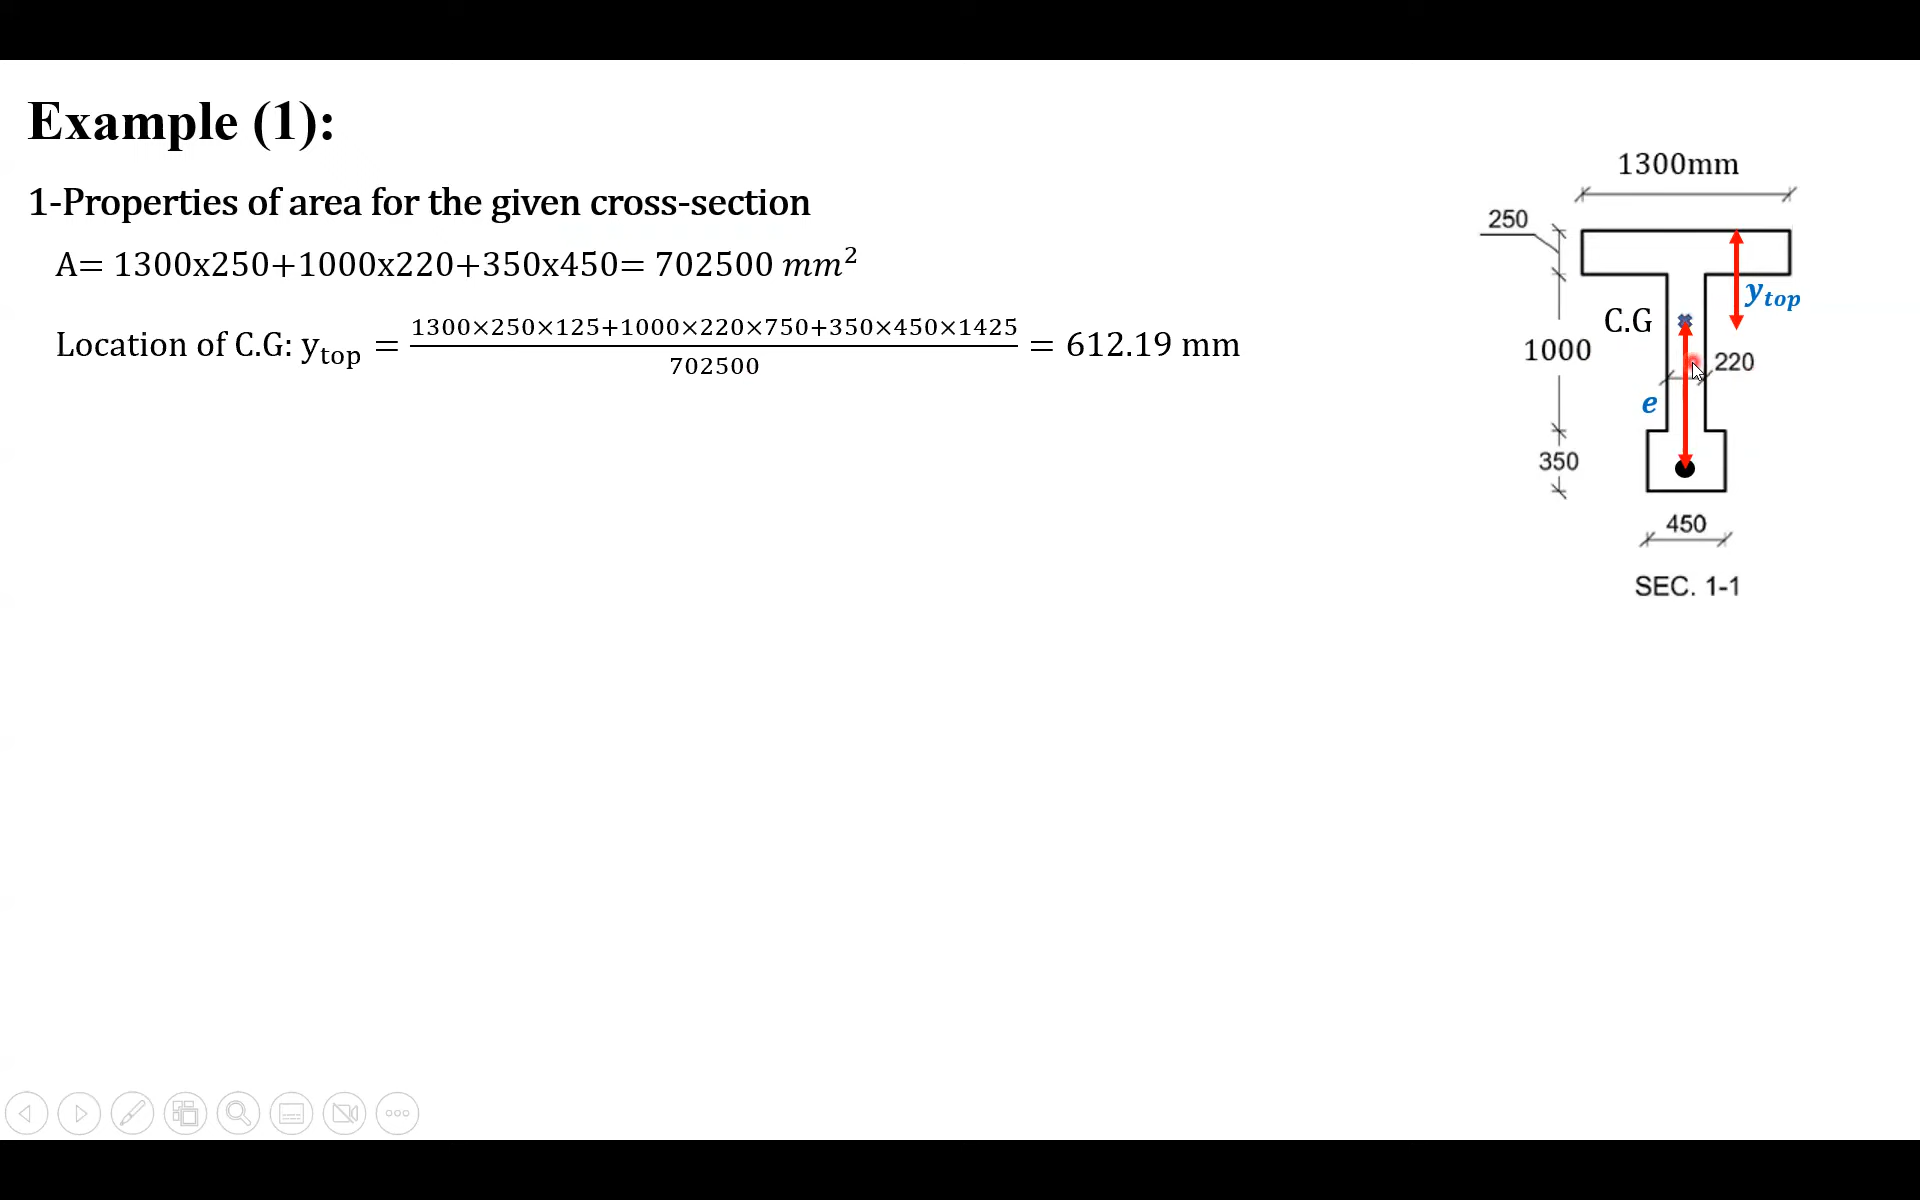 Example (1):
1-Properties of area for the given cross-section
A= 1300x250+1000x220+350x450= 702500 mm²
Location of C.G: y_top = \frac{1300×250×125+1000×220×750+350×450×1425}{702500} = 612.19 mm
1300mm
250
y_top
C.G
1000
220
e
350
450
SEC. 1-1